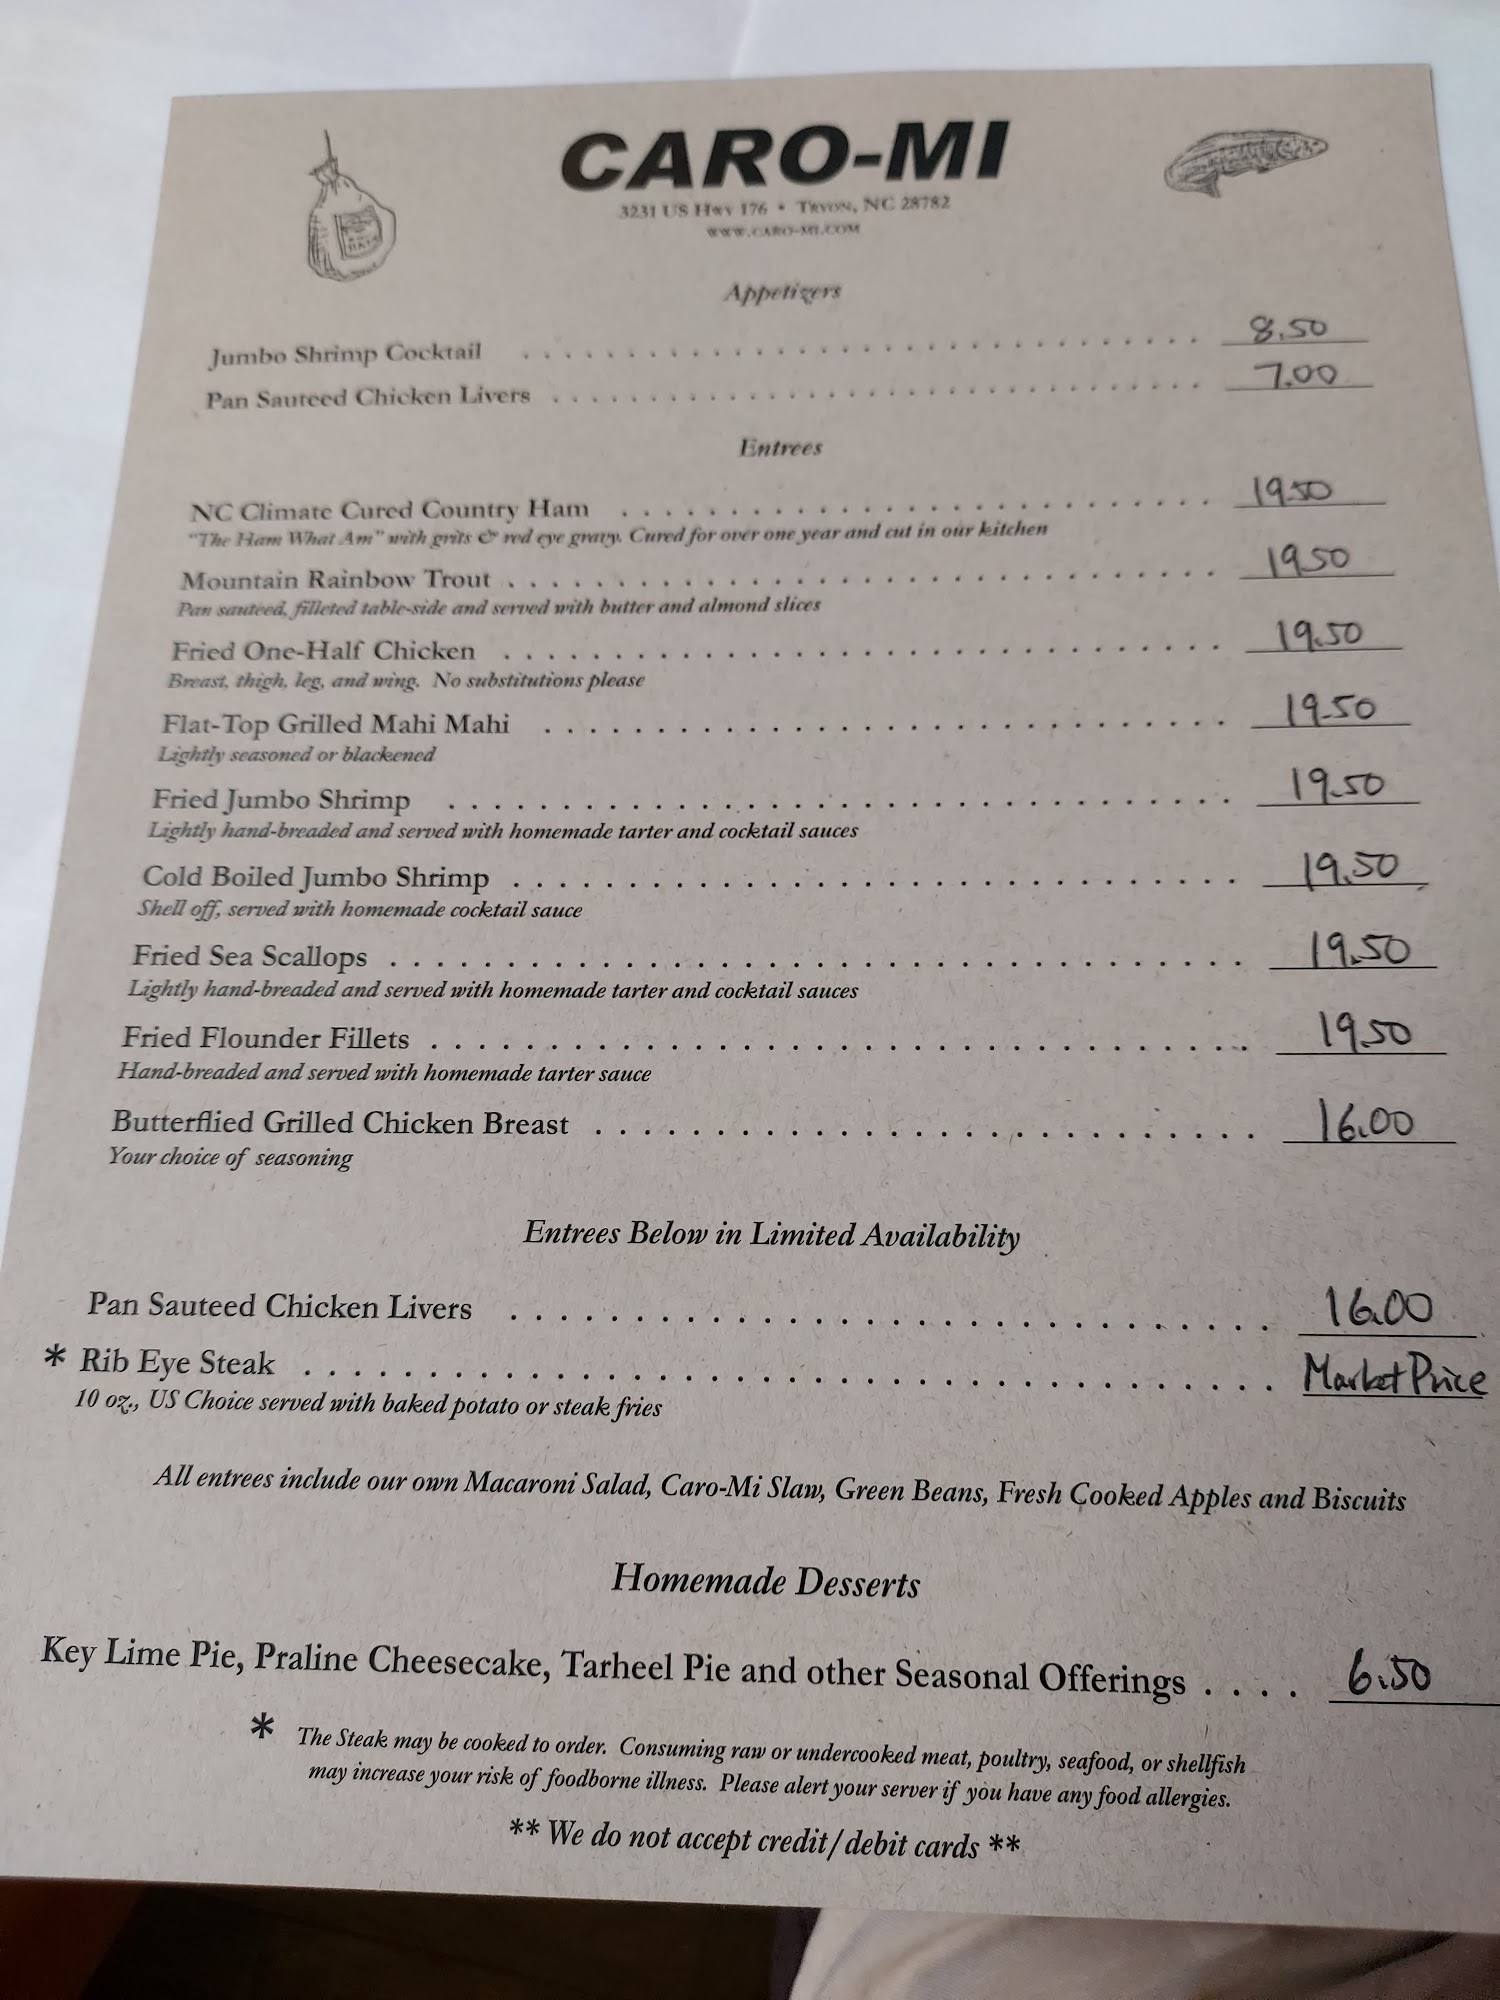 CARO-MI
3231 US Hwy 176 • Tryon, NC 28782
www.caro-mi.com
Appetizers
Jumbo Shrimp Cocktail . . . . . . . . . . . . . . . . . . . . . . . . . . . . . 8.50
Pan Sauteed Chicken Livers . . . . . . . . . . . . . . . . . . . . . . . . . . . . 7.00
Entrees
NC Climate Cured Country Ham . . . . . . . . . . . . . . . . . . . . . . . . . 19.50
"The Ham What Am" with grits & red eye gravy. Cured for over one year and cut in our kitchen
Mountain Rainbow Trout . . . . . . . . . . . . . . . . . . . . . . . . . . . . . 19.50
Pan sauteed, filleted table-side and served with butter and almond slices
Fried One-Half Chicken . . . . . . . . . . . . . . . . . . . . . . . . . . . . . 19.50
Breast, thigh, leg, and wing. No substitutions please
Flat-Top Grilled Mahi Mahi . . . . . . . . . . . . . . . . . . . . . . . . . . . 19.50
Lightly seasoned or blackened
Fried Jumbo Shrimp . . . . . . . . . . . . . . . . . . . . . . . . . . . . . . . 19.50
Lightly hand-breaded and served with homemade tarter and cocktail sauces
Cold Boiled Jumbo Shrimp . . . . . . . . . . . . . . . . . . . . . . . . . . . . 19.50
Shell off, served with homemade cocktail sauce
Fried Sea Scallops . . . . . . . . . . . . . . . . . . . . . . . . . . . . . . . . 19.50
Lightly hand-breaded and served with homemade tarter and cocktail sauces
Fried Flounder Fillets . . . . . . . . . . . . . . . . . . . . . . . . . . . . . . . 19.50
Hand-breaded and served with homemade tarter sauce
Butterflied Grilled Chicken Breast . . . . . . . . . . . . . . . . . . . . . . . . 16.00
Your choice of seasoning
Entrees Below in Limited Availability
Pan Sauteed Chicken Livers . . . . . . . . . . . . . . . . . . . . . . . . . . . 16.00
* Rib Eye Steak . . . . . . . . . . . . . . . . . . . . . . . . . . . . . . . . . . Market Price
10 oz., US Choice served with baked potato or steak fries
All entrees include our own Macaroni Salad, Caro-Mi Slaw, Green Beans, Fresh Cooked Apples and Biscuits
Homemade Desserts
Key Lime Pie, Praline Cheesecake, Tarheel Pie and other Seasonal Offerings . . . . 6.50
* The Steak may be cooked to order. Consuming raw or undercooked meat, poultry, seafood, or shellfish
may increase your risk of foodborne illness. Please alert your server if you have any food allergies.
** We do not accept credit/debit cards **